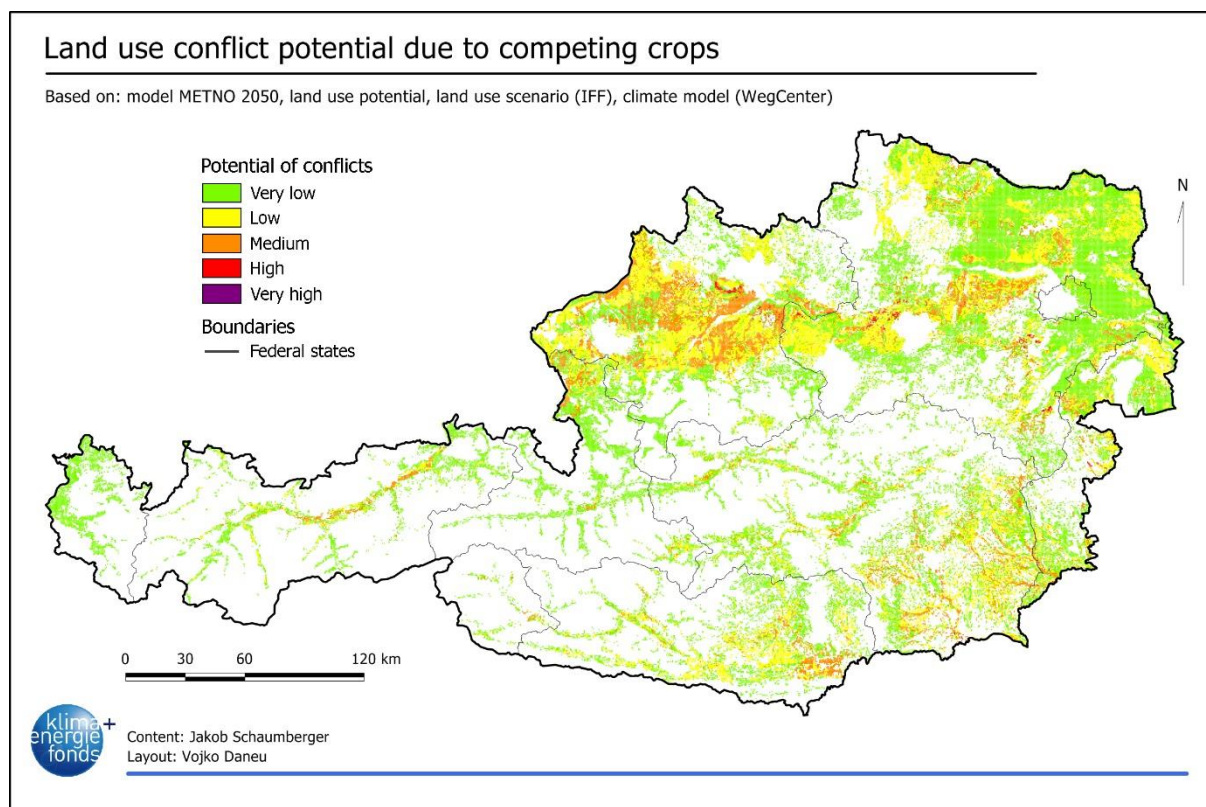 Land use conflict potential due to competing crops
Based on: model METNO 2050, land use potential, land use scenario (IFF), climate model (WegCenter)
Potential of conflicts
Very low
Low
Medium
High
Very high
Boundaries
Federal states
N
0 30 60 120 km
klima+
energie
fonds
Content: Jakob Schaumberger
Layout: Vojko Daneu